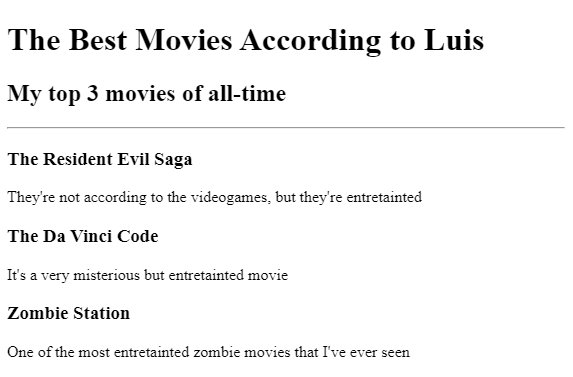 The Best Movies According to Luis
My top 3 movies of all-time
The Resident Evil Saga
They're not according to the videogames, but they're entretainted
The Da Vinci Code
It's a very misterious but entretainted movie
Zombie Station
One of the most entretainted zombie movies that I've ever seen